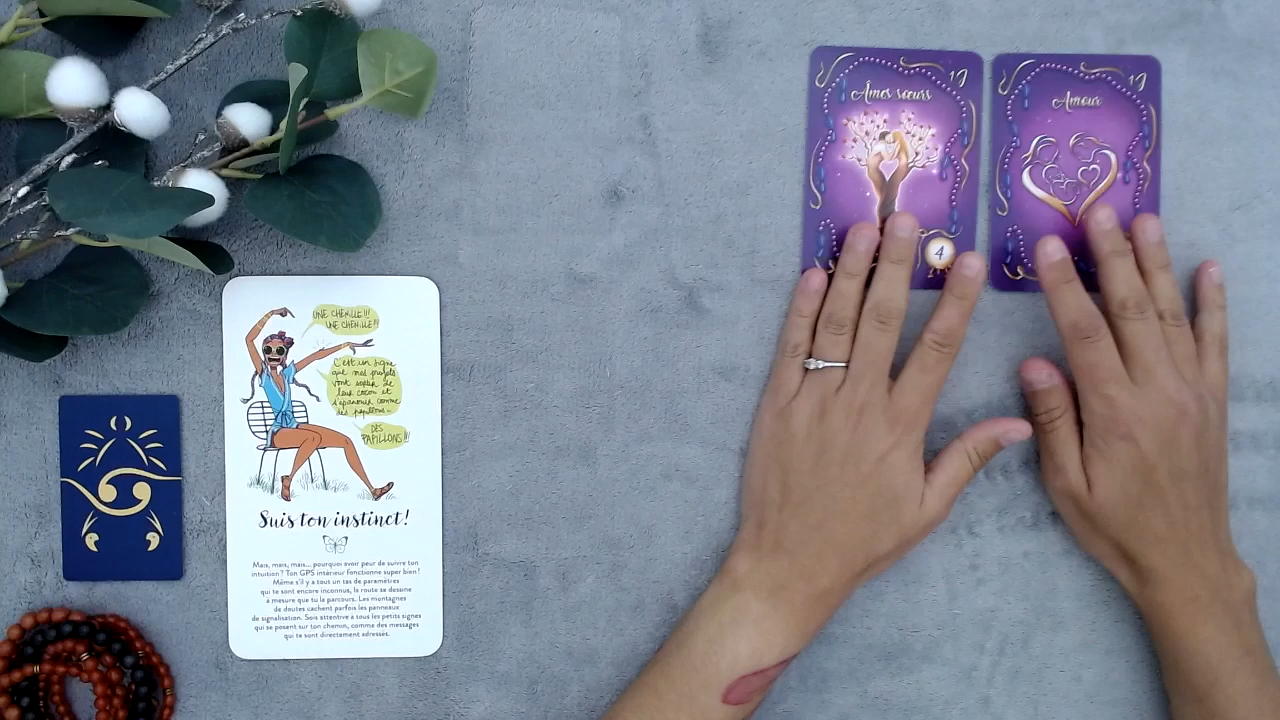 UNE CHENILLE!!!
UNE CHENILLE!!
C'est un signe
que mes projets
vont sortir de
leur cocon et
s'épanouir comme
des papillons...
DES
PAPILLONS!!!
Suis ton instinct!
Mais, mais, mais... pourquoi avoir peur de suivre ton
intuition? Ton GPS intérieur fonctionne super bien!
Même s'il y a tout un tas de paramètres
qui te sont encore inconnus, la route se dessine
à mesure que tu la parcours. Les montagnes
de doutes cachent parfois les panneaux
de signalisation. Sois attentive à tous les petits signes
qui se posent sur ton chemin, comme des messages
qui te sont directement adressés.
Âmes sœurs
4
Amour